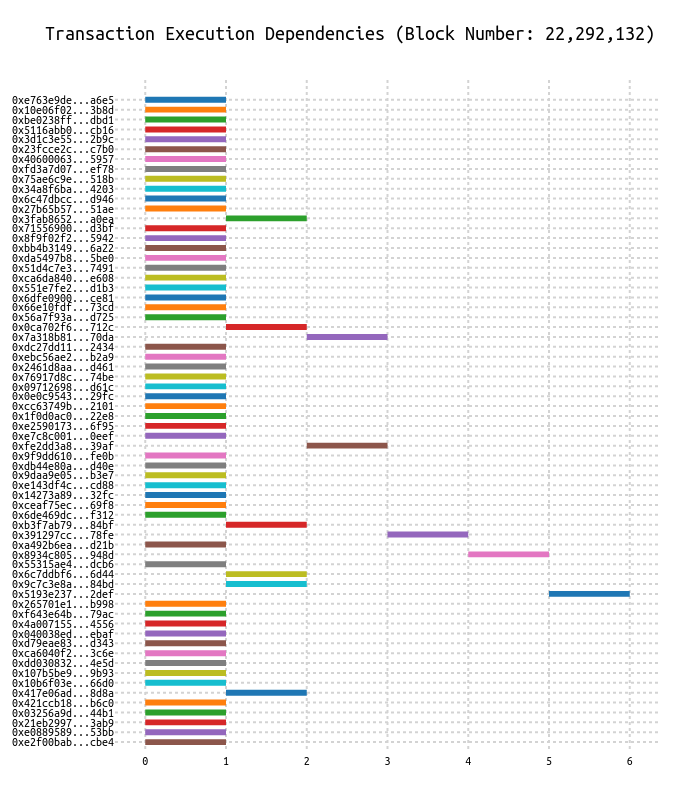 Transaction Execution Dependencies (Block Number: 22,292,132)
0xe763e9de...a6e5
0x10e06f02...3b8d
0xbe0238ff...dbd1
0x5116abb0...cb16
0x3d1c3e55...2b9c
0x23fcce2c...c7b0
0x40600063...5957
0xfd3a7d07...ef78
0x75ae6c9e...518b
0x34a8f6ba...4203
0x6c47dbcc...d946
0x27b65b57...51ae
0x3fab8652...a0ea
0x71556900...d3bf
0x8f9f02f2...5942
0xbb4b3149...6a22
0xda5497b8...5be0
0x51d4c7e3...7491
0xca6da840...e608
0x551e7fe2...d1b3
0x6dfe0900...ce81
0x66e10fdf...73cd
0x56a7f93a...d725
0x0ca702f6...712c
0x7a318b81...70da
0xdc27dd11...2434
0xebc56ae2...b2a9
0x2461d8aa...d461
0x76917d8c...74be
0x09712698...d61c
0x0e0c9543...29fc
0xcc63749b...2101
0x1f0d0ac0...22e8
0xe2590173...6f95
0xe7c8c001...0eef
0xfe2dd3a8...39af
0x9f9dd610...fe0b
0xdb44e80a...d40e
0x9daa9e05...b3e7
0xe143df4c...cd88
0x14273a89...32fc
0xceaf75ec...69f8
0x6de469dc...f312
0xb3f7ab79...84bf
0x391297cc...78fe
0xa492b6ea...d21b
0x8934c805...948d
0x55315ae4...dcb6
0x6c7ddbf6...6d44
0x9c7c3e8a...84bd
0x5193e237...2def
0x265701e1...b998
0xf643e64b...79ac
0x4a007155...4556
0x040038ed...ebaf
0xd79eae83...d343
0xca6040f2...3c6e
0xdd030832...4e5d
0x107b5be9...9b93
0x10b6f03e...66d0
0x417e06ad...8d8a
0x421ccb18...b6c0
0x03256a9d...44b1
0x21eb2997...3ab9
0xe0889589...53bb
0xe2f00bab...cbe4
0 1 2 3 4 5 6